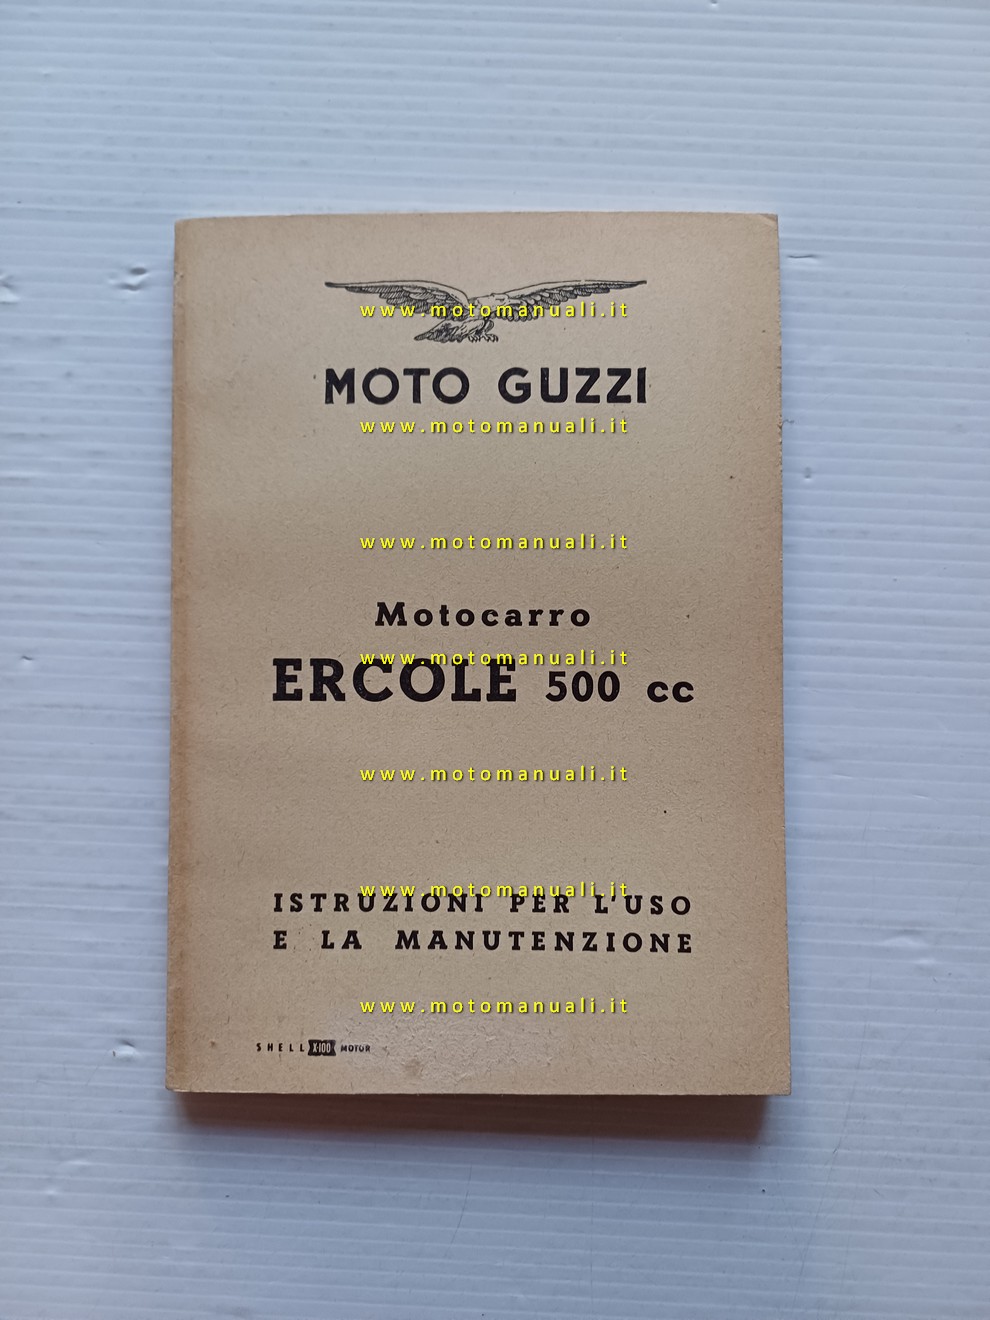 www.motomanuali.it
MOTO GUZZI
www.motomanuali.it
www.motomanuali.it
Motocarro
www.motomanuali.it
ERCOLE 500 cc
www.motomanuali.it
www.motomanuali.it
ISTRUZIONI PER L'USO
E LA MANUTENZIONE
www.motomanuali.it
SHELL X-100 MOTOR